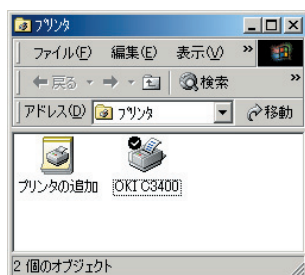 プリンタ
ファイル(F) 編集(E) 表示(V) »
戻る 検索 »
アドレス(D) プリンタ 移動
プリンタの追加 OKI C3400
2 個のオブジェクト